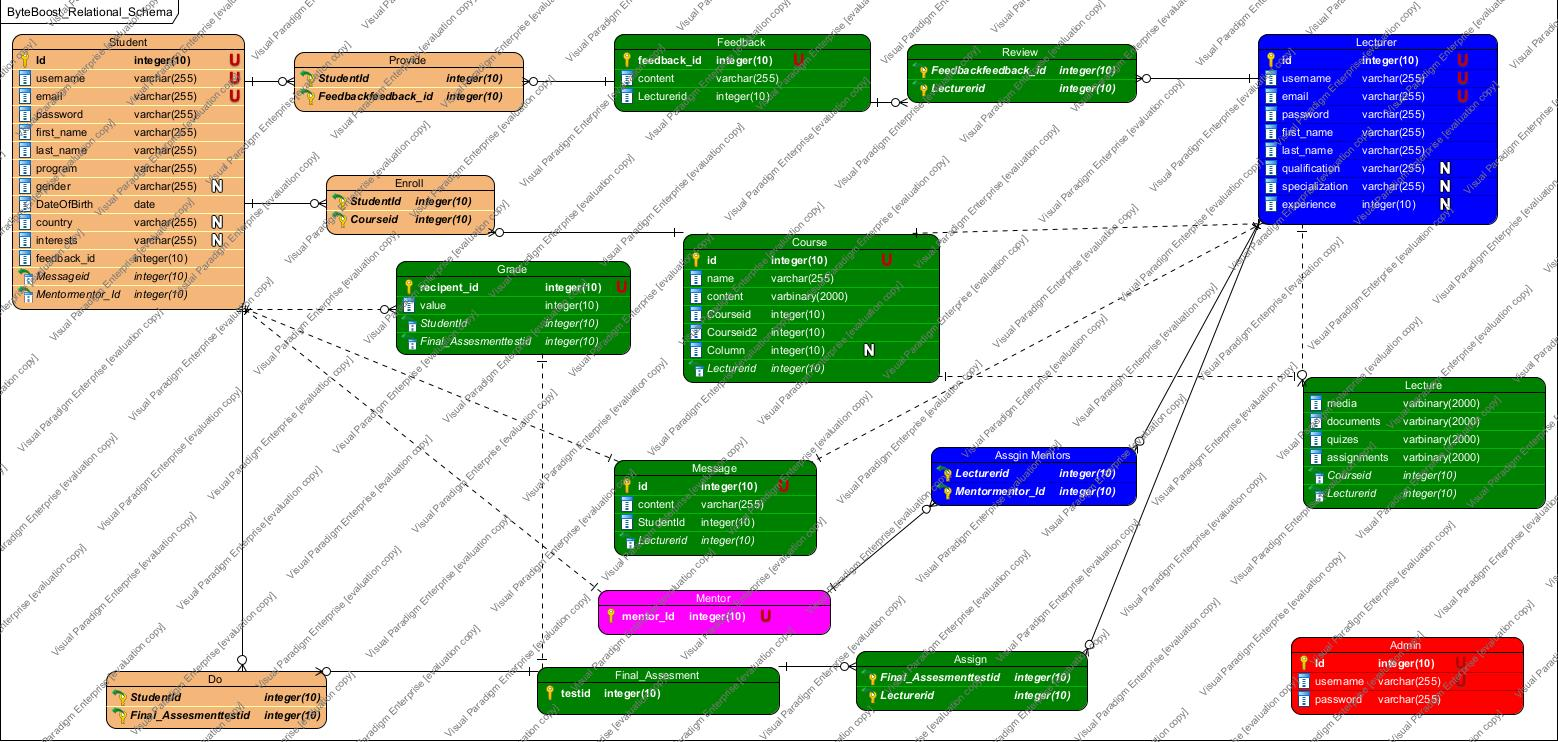 ByteBoost_Relational_Schema
Student
Id integer(10) U
username varchar(255) U
email varchar(255) U
password varchar(255)
first_name varchar(255)
last_name varchar(255)
program varchar(255)
gender varchar(255) N
DateOfBirth date
country varchar(255) N
interests varchar(255) N
feedback_id integer(10)
Messageid integer(10)
Mentormentor_Id integer(10)
Provide
StudentId integer(10)
Feedbackfeedback_id integer(10)
Feedback
feedback_id integer(10) U
content varchar(255)
Lecturerid integer(10)
Review
Feedbackfeedback_id integer(10)
Lecturerid integer(10)
Lecturer
id integer(10) U
username varchar(255) U
email varchar(255) U
password varchar(255)
first_name varchar(255)
last_name varchar(255)
qualification varchar(255) N
specialization varchar(255) N
experience integer(10) N
Enroll
StudentId integer(10)
Courseid integer(10)
Grade
recipent_id integer(10) U
value integer(10)
StudentId integer(10)
Final_Assesmenttestid integer(10)
Course
id integer(10) U
name varchar(255)
content varbinary(2000)
Courseid integer(10)
Courseid2 integer(10)
Column integer(10) N
Lecturerid integer(10)
Lecture
media varbinary(2000)
documents varbinary(2000)
quizes varbinary(2000)
assignments varbinary(2000)
Courseid integer(10)
Lecturerid integer(10)
Message
id integer(10) U
content varchar(255)
StudentId integer(10)
Lecturerid integer(10)
Assgin Mentors
Lecturerid integer(10)
Mentormentor_Id integer(10)
Mentor
mentor_Id integer(10) U
Do
StudentId integer(10)
Final_Assesmenttestid integer(10)
Final_Assesment
testid integer(10)
Assign
Final_Assesmenttestid integer(10)
Lecturerid integer(10)
Admin
Id integer(10) U
username varchar(255) U
password varchar(255)
Visual Paradigm Enterprise [evaluation copy]